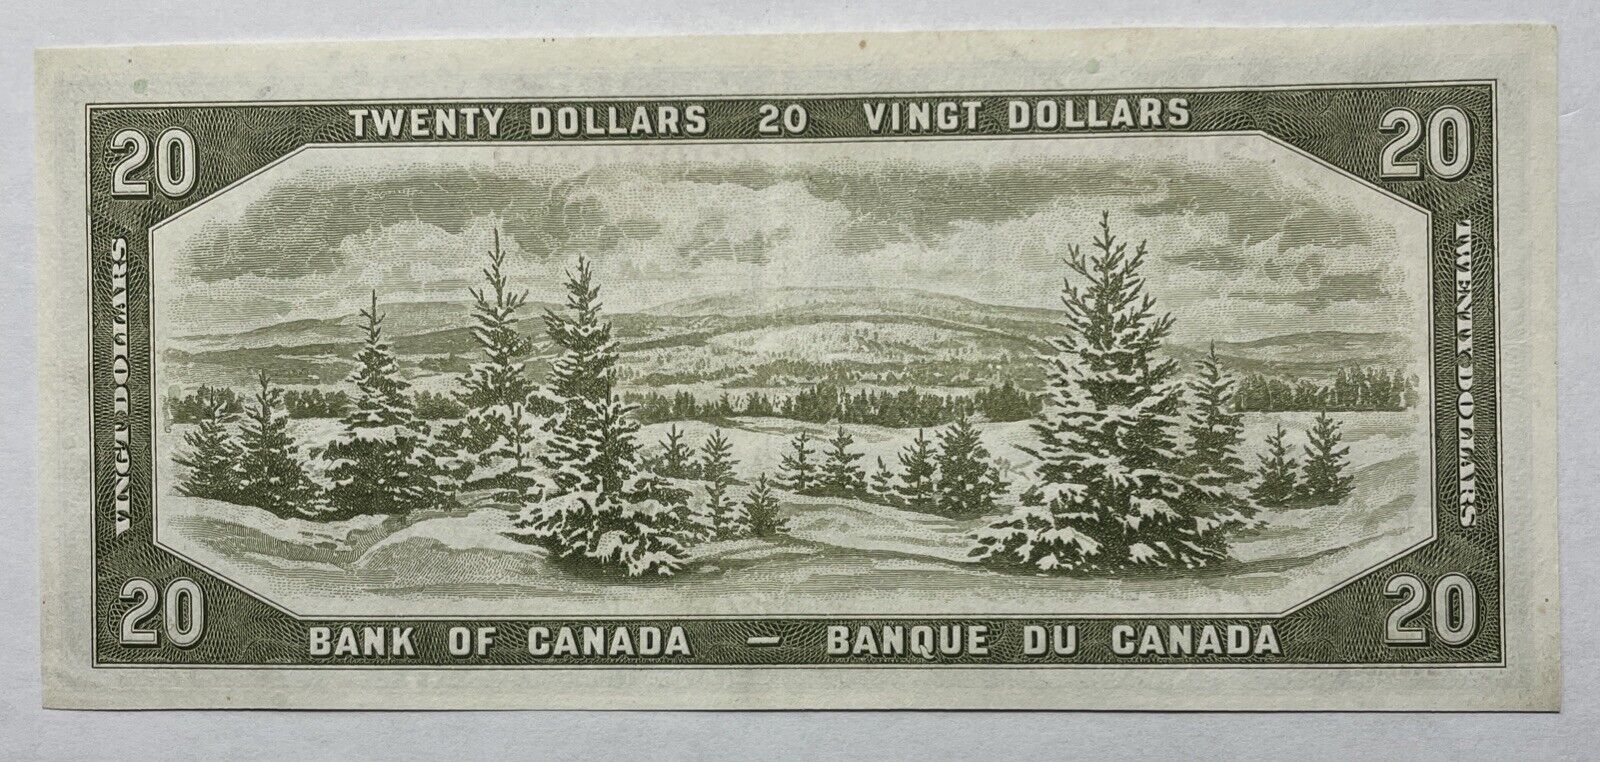 TWENTY DOLLARS 20 VINGT DOLLARS
20
20
VINGT DOLLARS
TWENTY DOLLARS
20
20
BANK OF CANADA — BANQUE DU CANADA